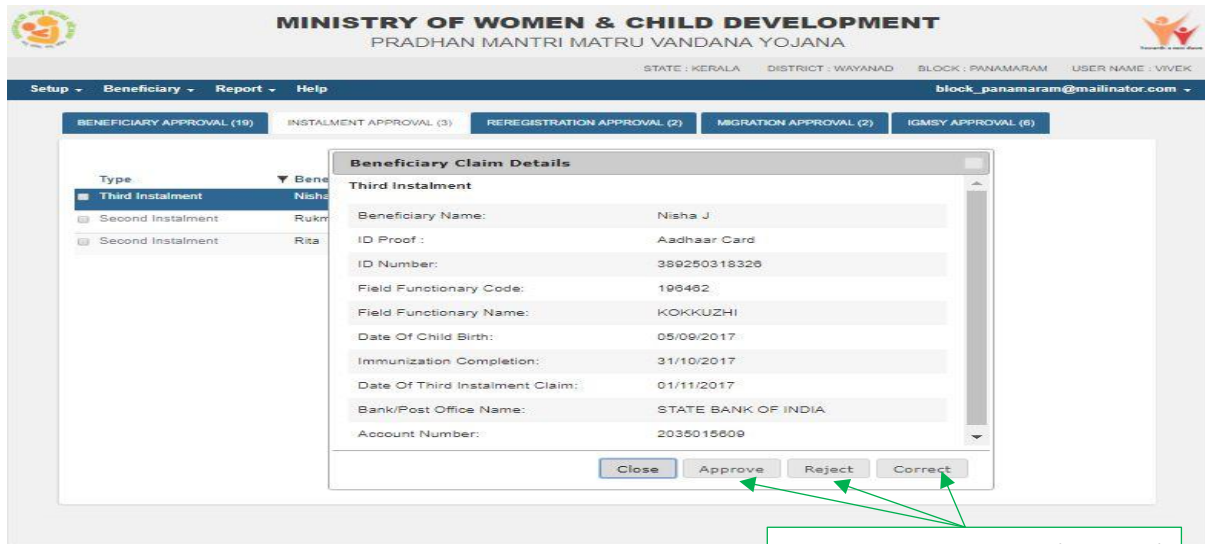 MINISTRY OF WOMEN & CHILD DEVELOPMENT
PRADHAN MANTRI MATRU VANDANA YOJANA
STATE : KERALA DISTRICT : WAYANAD BLOCK : PANAMARAM USER NAME : VIVEK
Setup Beneficiary Report Help block_panamaram@mailinator.com
BENEFICIARY APPROVAL (19) INSTALMENT APPROVAL (3) REREGISTRATION APPROVAL (2) MIGRATION APPROVAL (2) IGMSY APPROVAL (6)
Type Bene
Third Instalment Nisha
Second Instalment Rukm
Second Instalment Rita
Beneficiary Claim Details
Third Instalment
Beneficiary Name: Nisha J
ID Proof : Aadhaar Card
ID Number: 389250318326
Field Functionary Code: 196462
Field Functionary Name: KOKKUZHI
Date Of Child Birth: 05/09/2017
Immunization Completion: 31/10/2017
Date Of Third Instalment Claim: 01/11/2017
Bank/Post Office Name: STATE BANK OF INDIA
Account Number: 2035015609
Close Approve Reject Correct